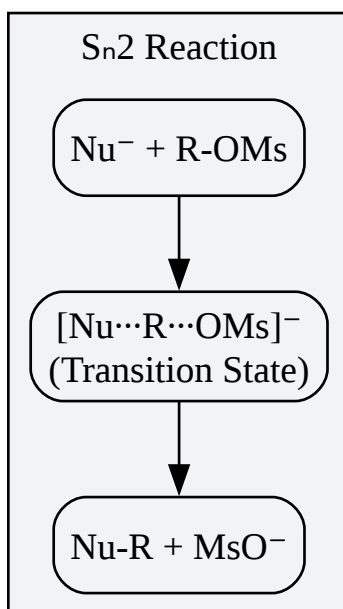 Sₙ2 Reaction
Nu⁻ + R-OMs
[Nu···R···OMs]⁻
(Transition State)
Nu-R + MsO⁻